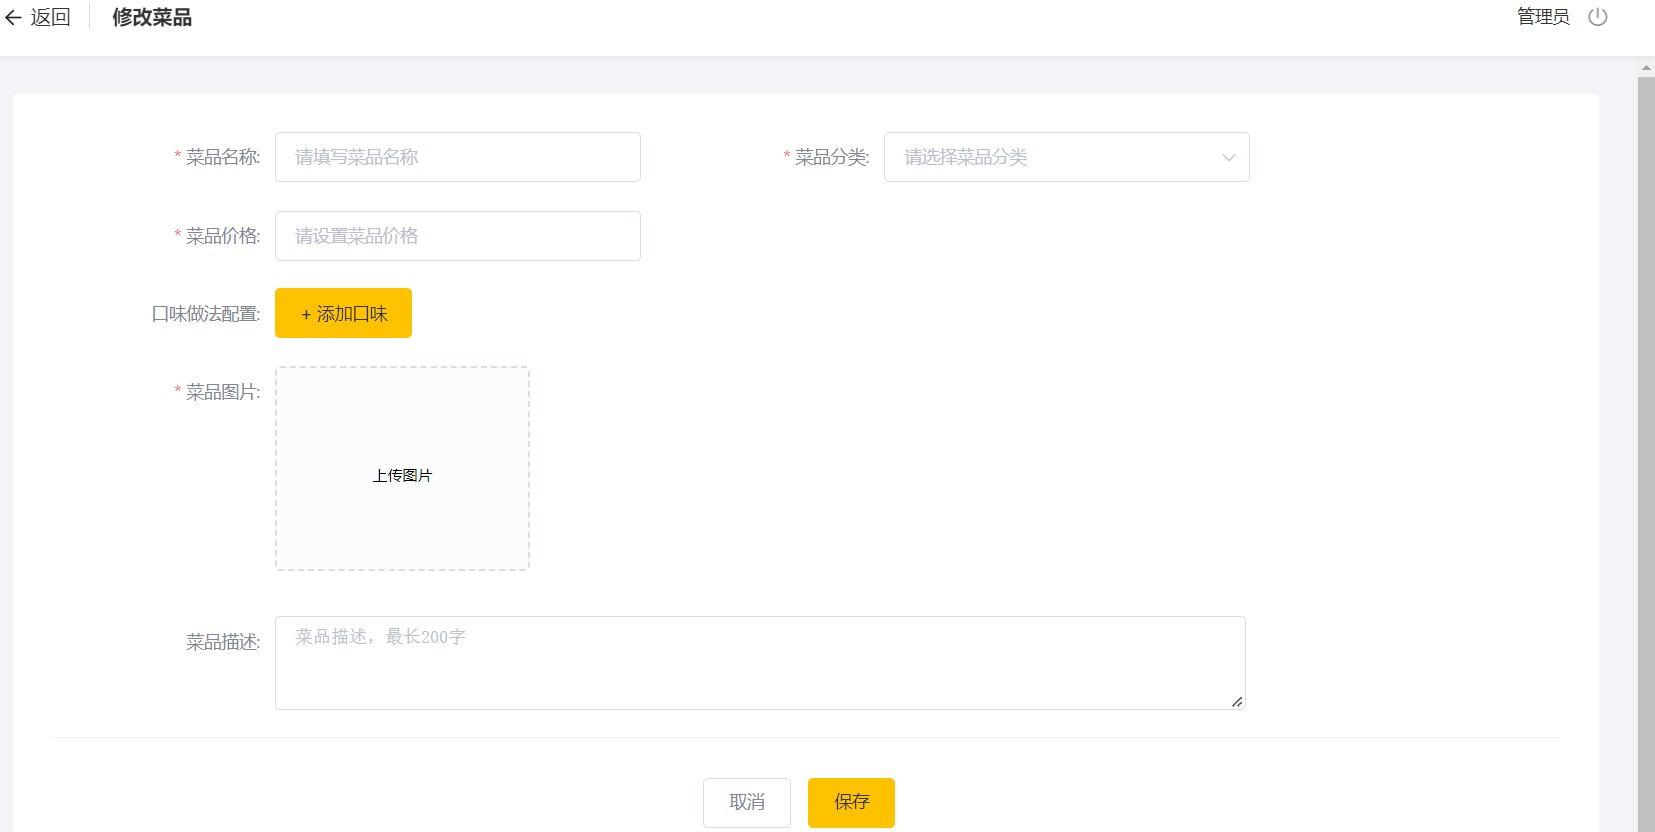 返回 修改菜品 管理员
* 菜品名称: 请填写菜品名称 * 菜品分类: 请选择菜品分类
* 菜品价格: 请设置菜品价格
口味做法配置: + 添加口味
* 菜品图片:
上传图片
菜品描述: 菜品描述，最长200字
取消 保存